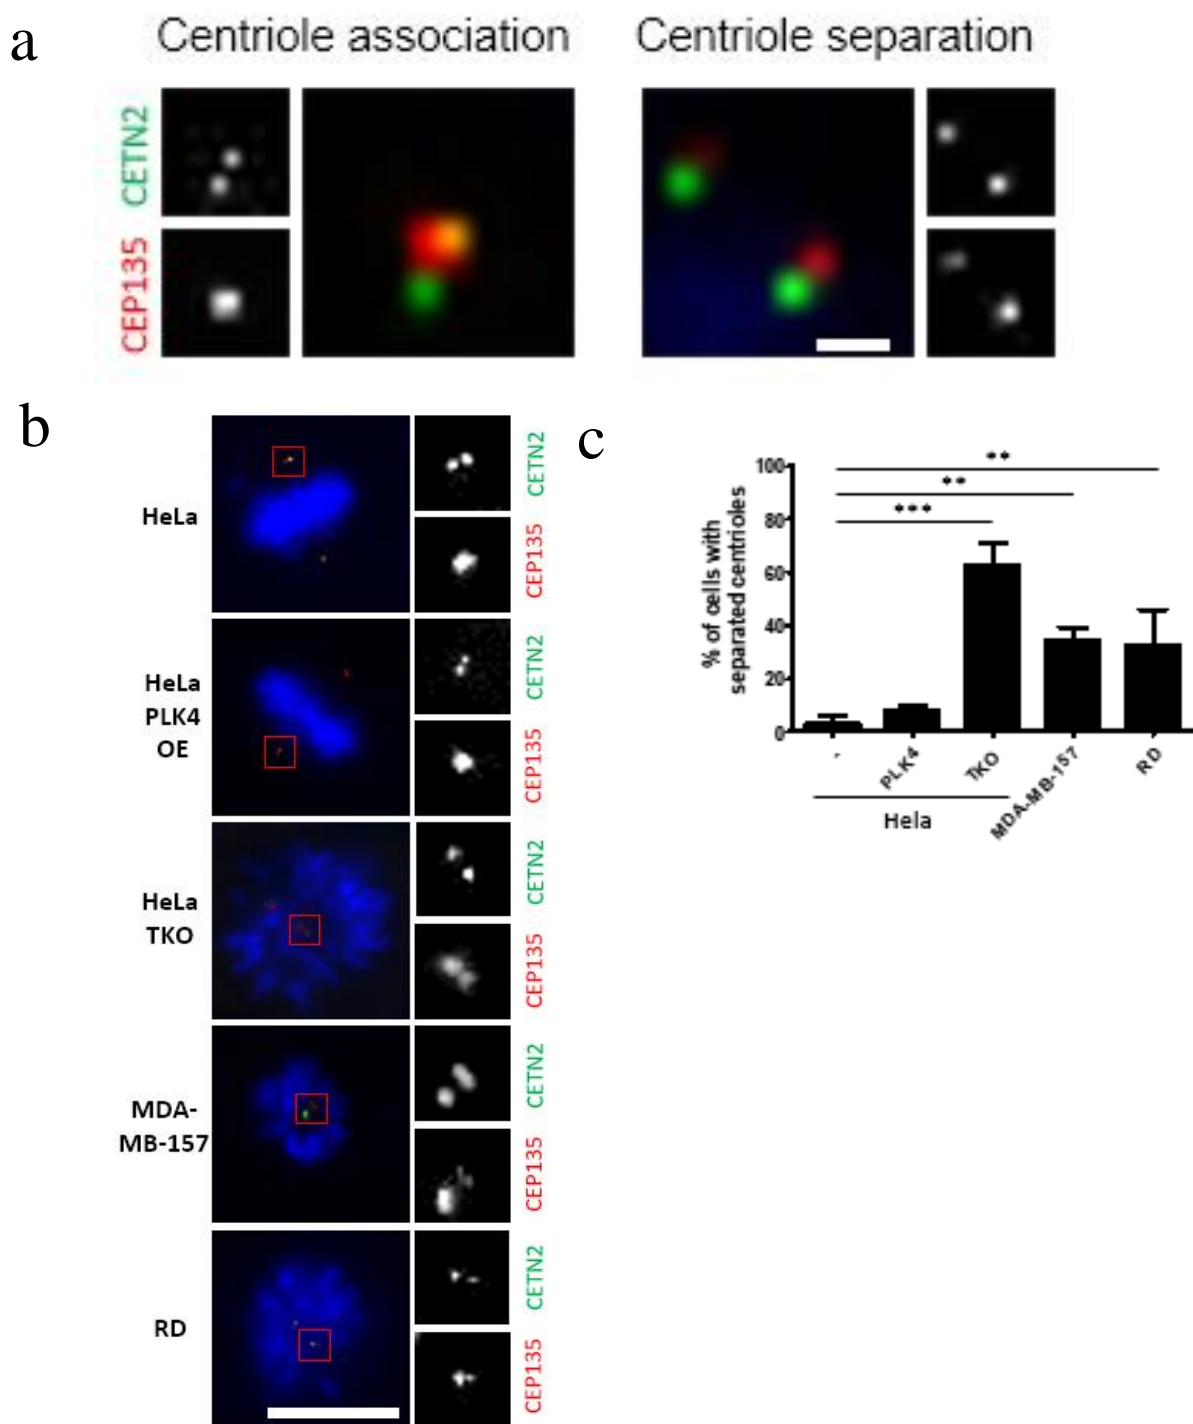 a
Centriole association
Centriole separation
CETN2
CEP135
b
HeLa
CETN2
CEP135
HeLa
PLK4
OE
CETN2
CEP135
HeLa
TKO
CETN2
CEP135
MDA-
MB-157
CETN2
CEP135
RD
CETN2
CEP135
c
% of cells with
separated centrioles
100
80
60
40
20
0
**
**
***
-
PLK4
TKO
MDA-MB-157
RD
Hela